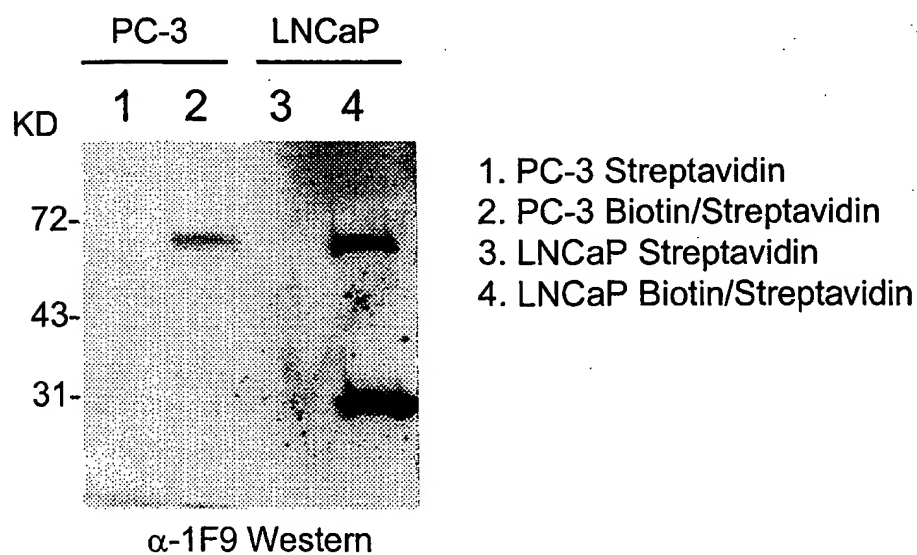 PC-3 LNCaP
1 2 3 4
KD
72-
43-
31-
1. PC-3 Streptavidin
2. PC-3 Biotin/Streptavidin
3. LNCaP Streptavidin
4. LNCaP Biotin/Streptavidin
α-1F9 Western